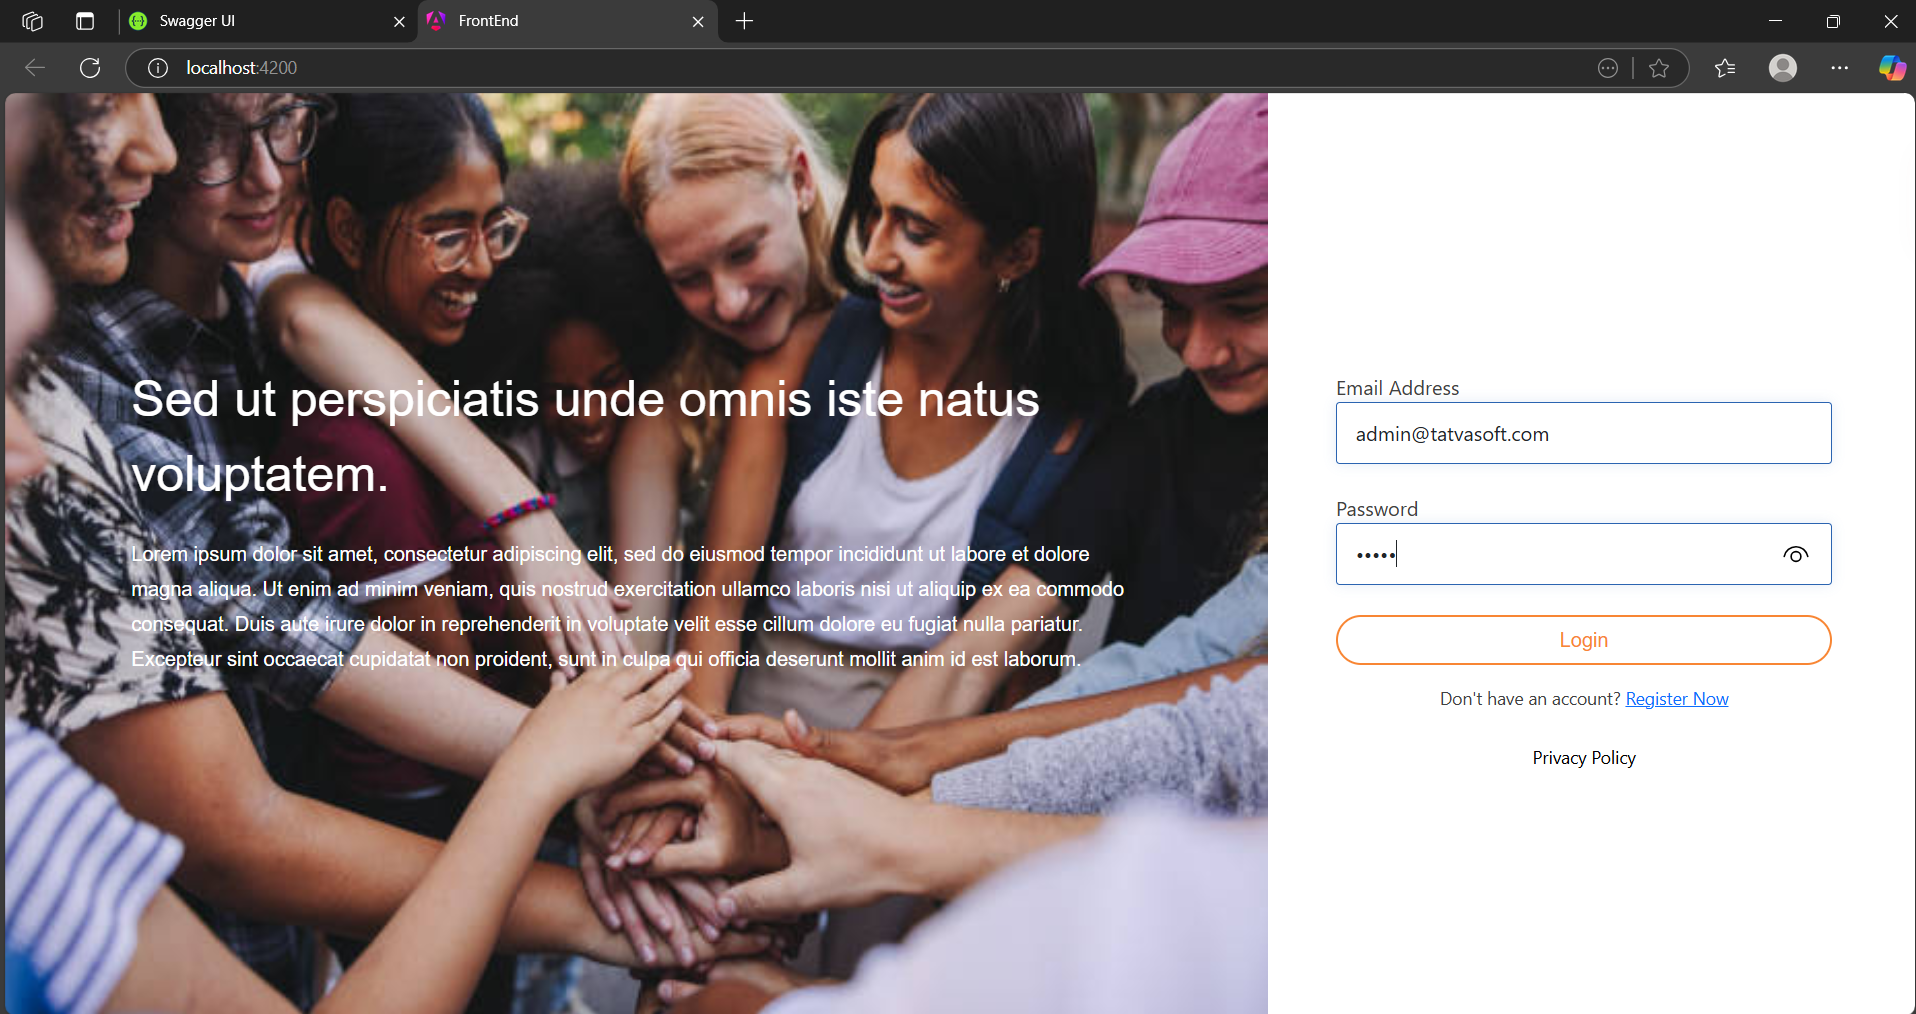 Swagger UI
FrontEnd
localhost:4200
Sed ut perspiciatis unde omnis iste natus
voluptatem.
Lorem ipsum dolor sit amet, consectetur adipiscing elit, sed do eiusmod tempor incididunt ut labore et dolore
magna aliqua. Ut enim ad minim veniam, quis nostrud exercitation ullamco laboris nisi ut aliquip ex ea commodo
consequat. Duis aute irure dolor in reprehenderit in voluptate velit esse cillum dolore eu fugiat nulla pariatur.
Excepteur sint occaecat cupidatat non proident, sunt in culpa qui officia deserunt mollit anim id est laborum.
Email Address
admin@tatvasoft.com
Password
•••••
Login
Don't have an account? Register Now
Privacy Policy